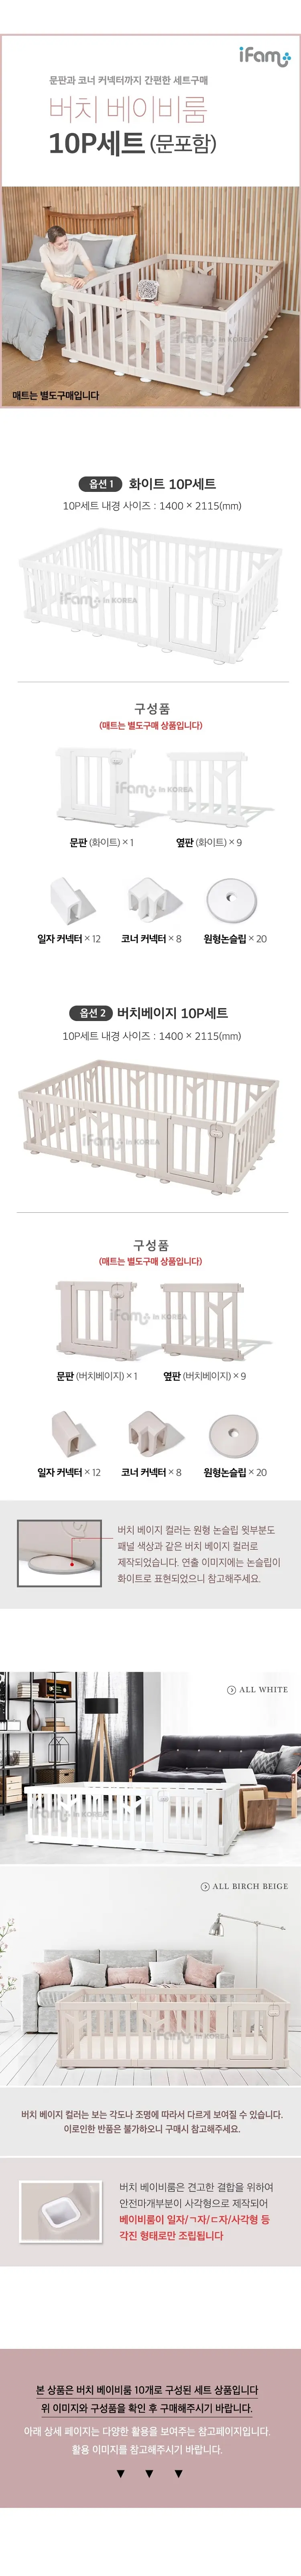 iFam
문판과 코너 커넥터까지 간편한 세트구매
버치 베이비룸
10P세트 (문포함)
iFam in KOREA
매트는 별도구매입니다
옵션 1 화이트 10P세트
10P세트 내경 사이즈 : 1400 × 2115(mm)
iFam in KOREA
구성품
(매트는 별도구매 상품입니다)
iFam in KOREA
문판 (화이트) × 1 옆판 (화이트) × 9
일자 커넥터 × 12 코너 커넥터 × 8 원형논슬립 × 20
옵션 2 버치베이지 10P세트
10P세트 내경 사이즈 : 1400 × 2115(mm)
iFam in KOREA
구성품
(매트는 별도구매 상품입니다)
iFam in KOREA
문판 (버치베이지) × 1 옆판 (버치베이지) × 9
일자 커넥터 × 12 코너 커넥터 × 8 원형논슬립 × 20
버치 베이지 컬러는 원형 논슬립 윗부분도
패널 색상과 같은 버치 베이지 컬러로
제작되었습니다. 연출 이미지에는 논슬립이
화이트로 표현되었으니 참고해주세요.
ALL WHITE
iFam in KOREA
ALL BIRCH BEIGE
iFam in KOREA
버치 베이지 컬러는 보는 각도나 조명에 따라서 다르게 보여질 수 있습니다.
이로인한 반품은 불가하오니 구매시 참고해주세요.
버치 베이비룸은 견고한 결합을 위하여
안전마개부분이 사각형으로 제작되어
베이비룸이 일자/ㄱ자/ㄷ자/사각형 등
각진 형태로만 조립됩니다
본 상품은 버치 베이비룸 10개로 구성된 세트 상품입니다
위 이미지와 구성품을 확인 후 구매해주시기 바랍니다.
아래 상세 페이지는 다양한 활용을 보여주는 참고페이지입니다.
활용 이미지를 참고해주시기 바랍니다.